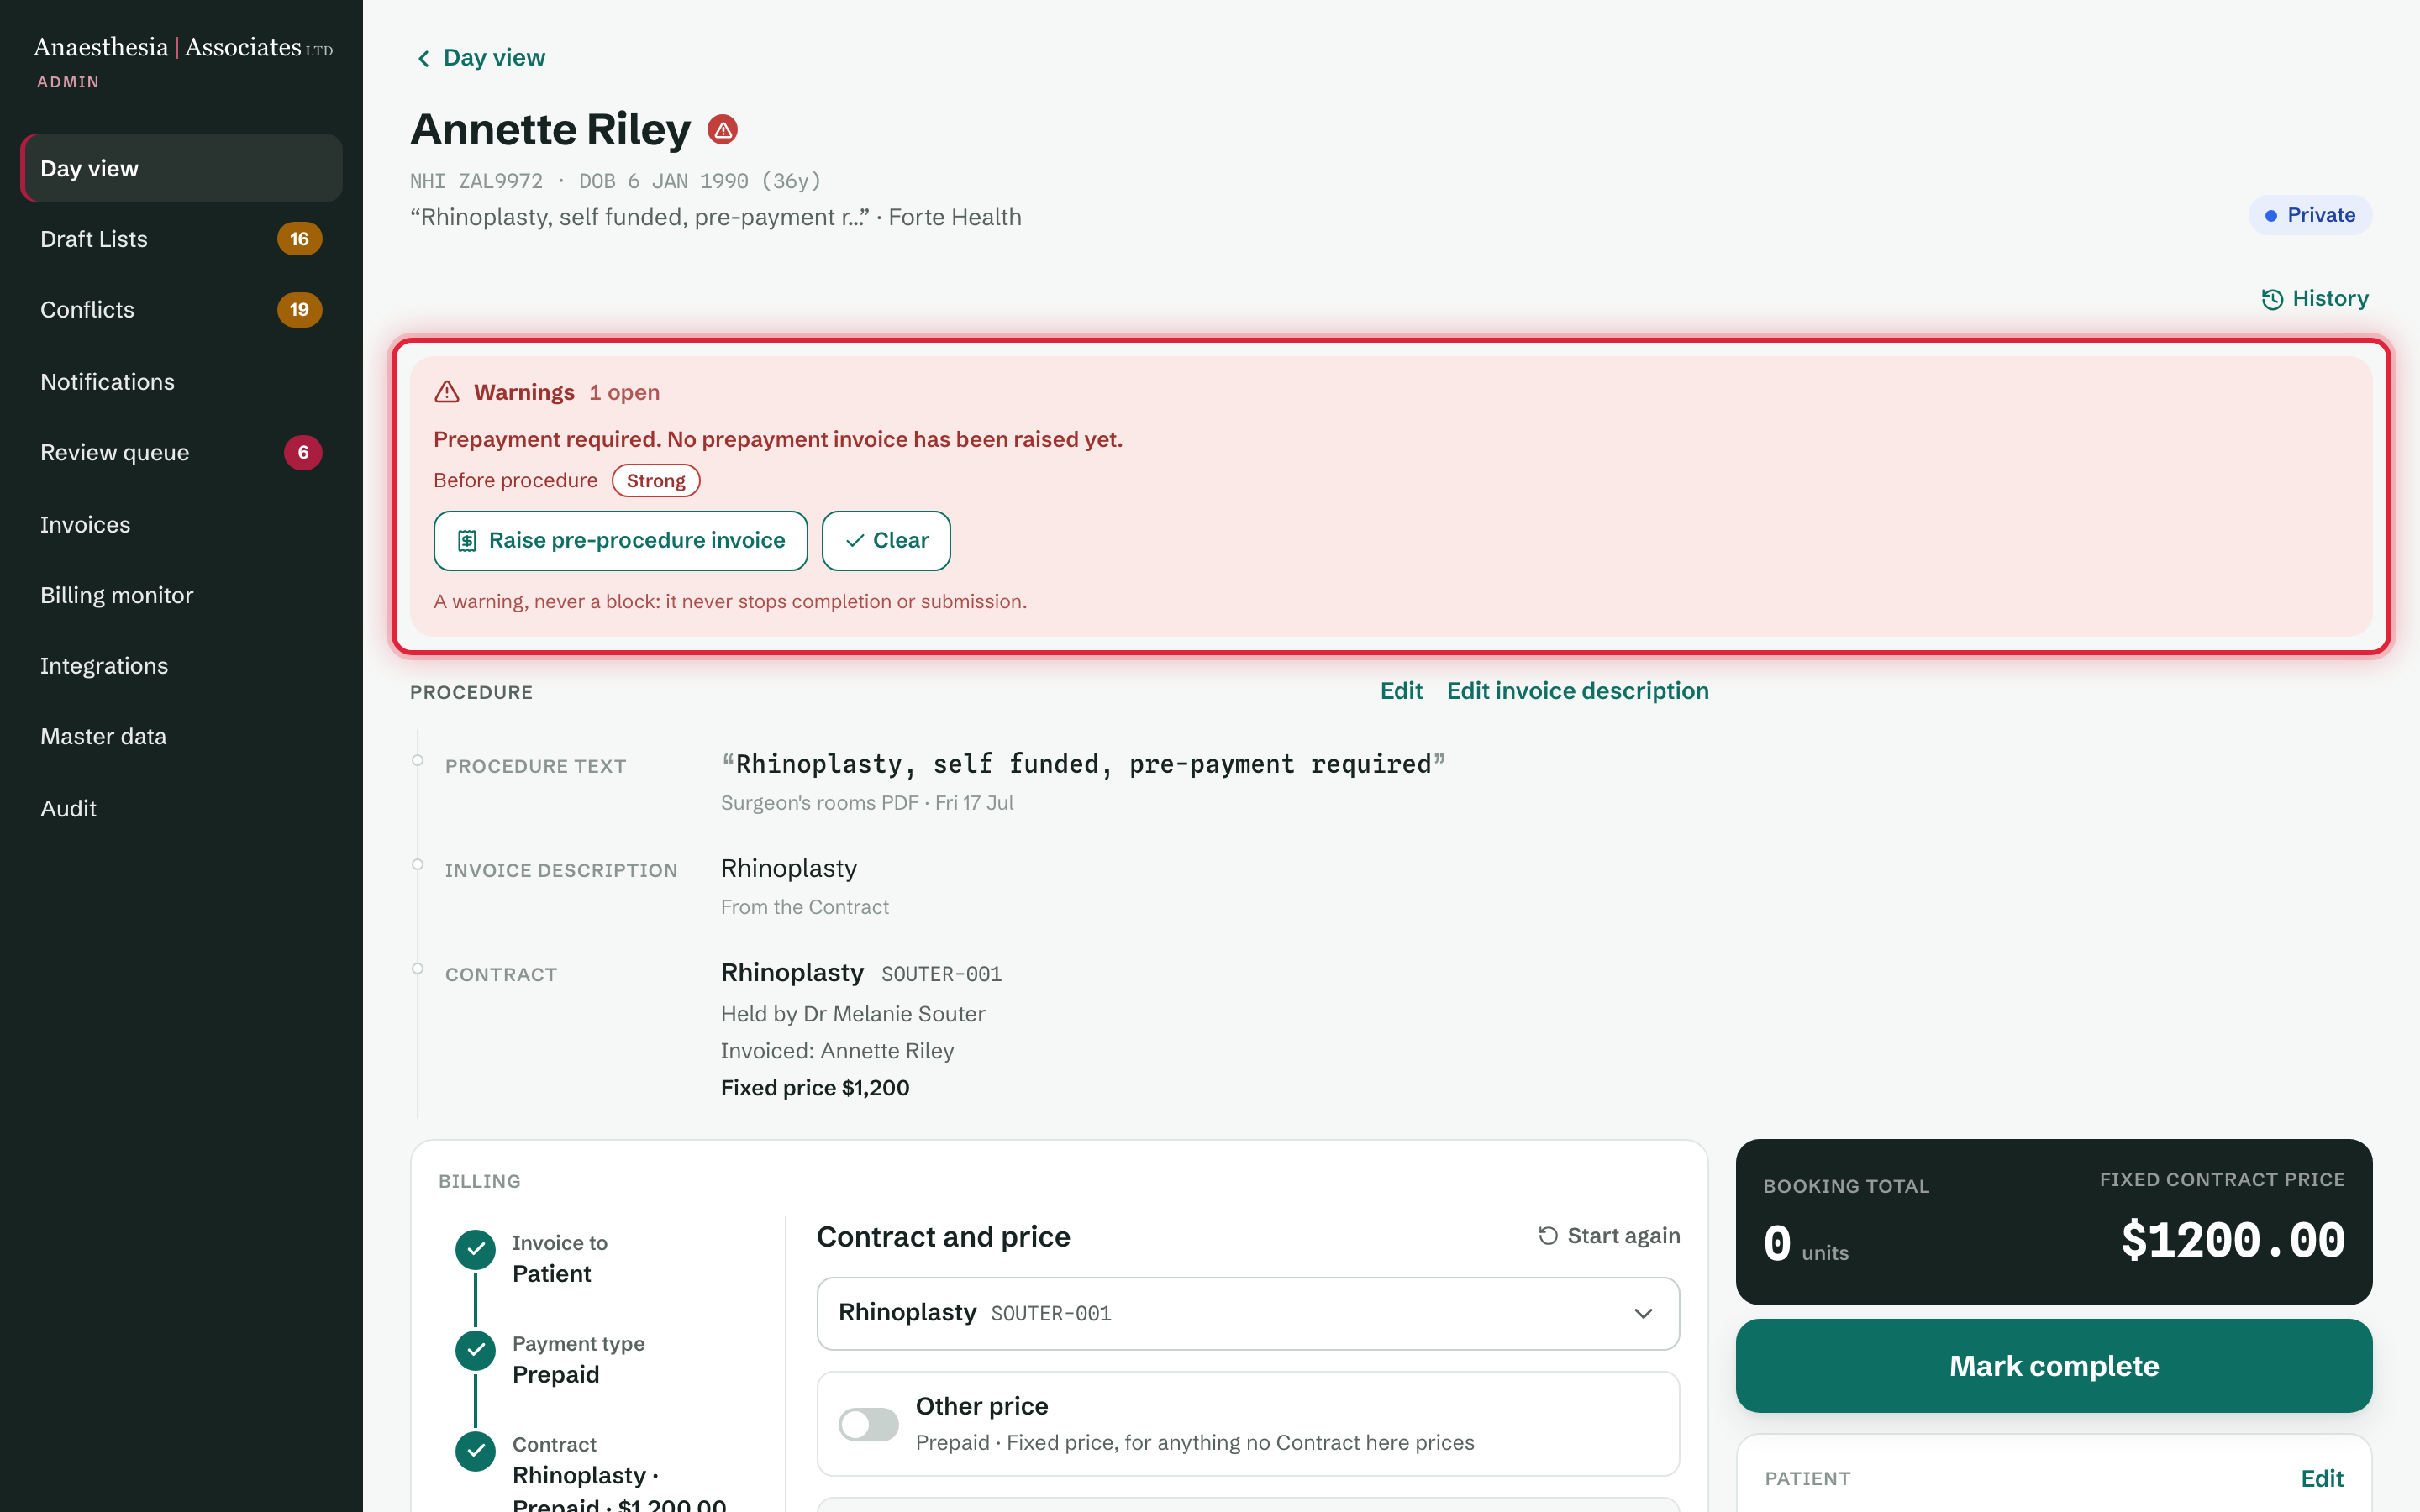 Anaesthesia | Associates LTD
ADMIN
Day view
Draft Lists 16
Conflicts 19
Notifications
Review queue 6
Invoices
Billing monitor
Integrations
Master data
Audit
Day view
Annette Riley
NHI ZAL9972 · DOB 6 JAN 1990 (36y)
“Rhinoplasty, self funded, pre-payment r...” · Forte Health
Private
History
Warnings 1 open
Prepayment required. No prepayment invoice has been raised yet.
Before procedure Strong
Raise pre-procedure invoice Clear
A warning, never a block: it never stops completion or submission.
PROCEDURE Edit Edit invoice description
PROCEDURE TEXT “Rhinoplasty, self funded, pre-payment required”
Surgeon's rooms PDF · Fri 17 Jul
INVOICE DESCRIPTION Rhinoplasty
From the Contract
CONTRACT Rhinoplasty SOUTER-001
Held by Dr Melanie Souter
Invoiced: Annette Riley
Fixed price $1,200
BILLING
Invoice to
Patient
Payment type
Prepaid
Contract
Rhinoplasty ·
Prepaid · $1,200.00
Contract and price Start again
Rhinoplasty SOUTER-001
Other price
Prepaid · Fixed price, for anything no Contract here prices
BOOKING TOTAL FIXED CONTRACT PRICE
0 units $1200.00
Mark complete
PATIENT Edit